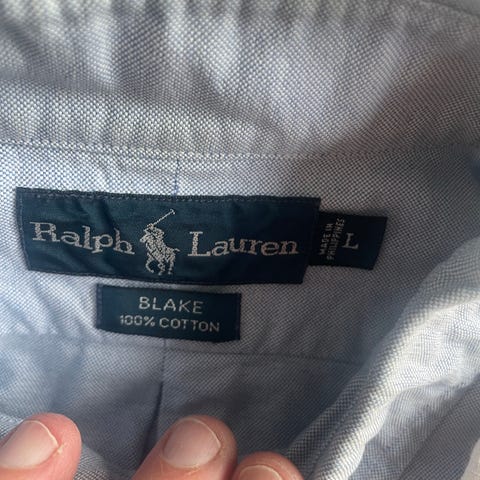 Ralph Lauren
MADE IN
PHILIPPINES
L
BLAKE
100% COTTON